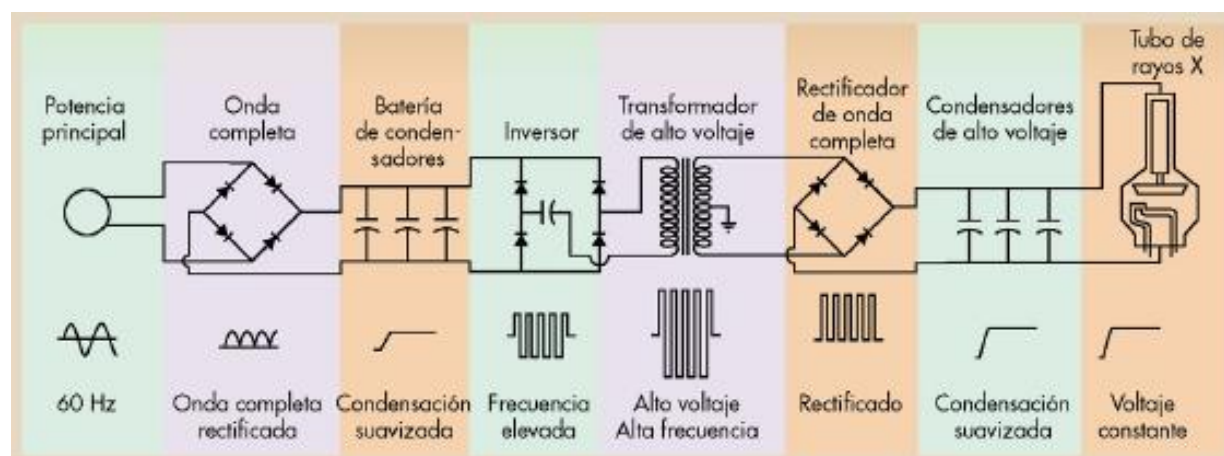 Potencia
principal
Onda
completa
Batería
de conden-
sadores
Inversor
Transformador
de alto voltaje
Rectificador
de onda
completa
Condensadores
de alto voltaje
Tubo de
rayos X
60 Hz
Onda completa
rectificada
Condensación
suavizada
Frecuencia
elevada
Alto voltaje
Alta frecuencia
Rectificado
Condensación
suavizada
Voltaje
constante